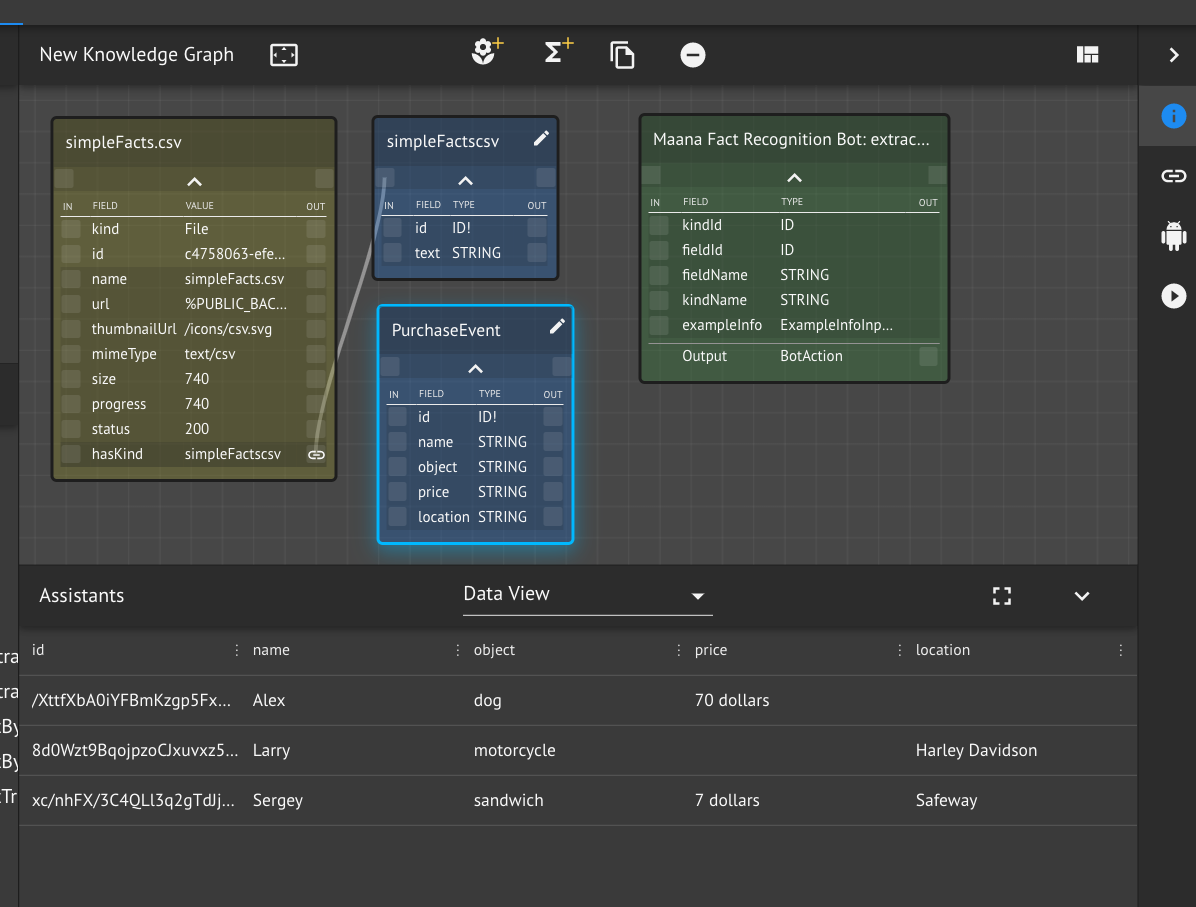 New Knowledge Graph
simpleFacts.csv
IN FIELD VALUE OUT
kind File
id c4758063-efe...
name simpleFacts.csv
url %PUBLIC_BAC...
thumbnailUrl /icons/csv.svg
mimeType text/csv
size 740
progress 740
status 200
hasKind simpleFactscsv
simpleFactscsv
IN FIELD TYPE OUT
id ID!
text STRING
PurchaseEvent
IN FIELD TYPE OUT
id ID!
name STRING
object STRING
price STRING
location STRING
Maana Fact Recognition Bot: extrac...
IN FIELD TYPE OUT
kindId ID
fieldId ID
fieldName STRING
kindName STRING
exampleInfo ExampleInfoInp...
Output BotAction
Assistants
Data View
id name object price location
/XttfXbA0iYFBmKzgp5Fx... Alex dog 70 dollars
8d0Wzt9BqojpzoCJxuvxz5... Larry motorcycle Harley Davidson
xc/nhFX/3C4QLl3q2gTdJj... Sergey sandwich 7 dollars Safeway